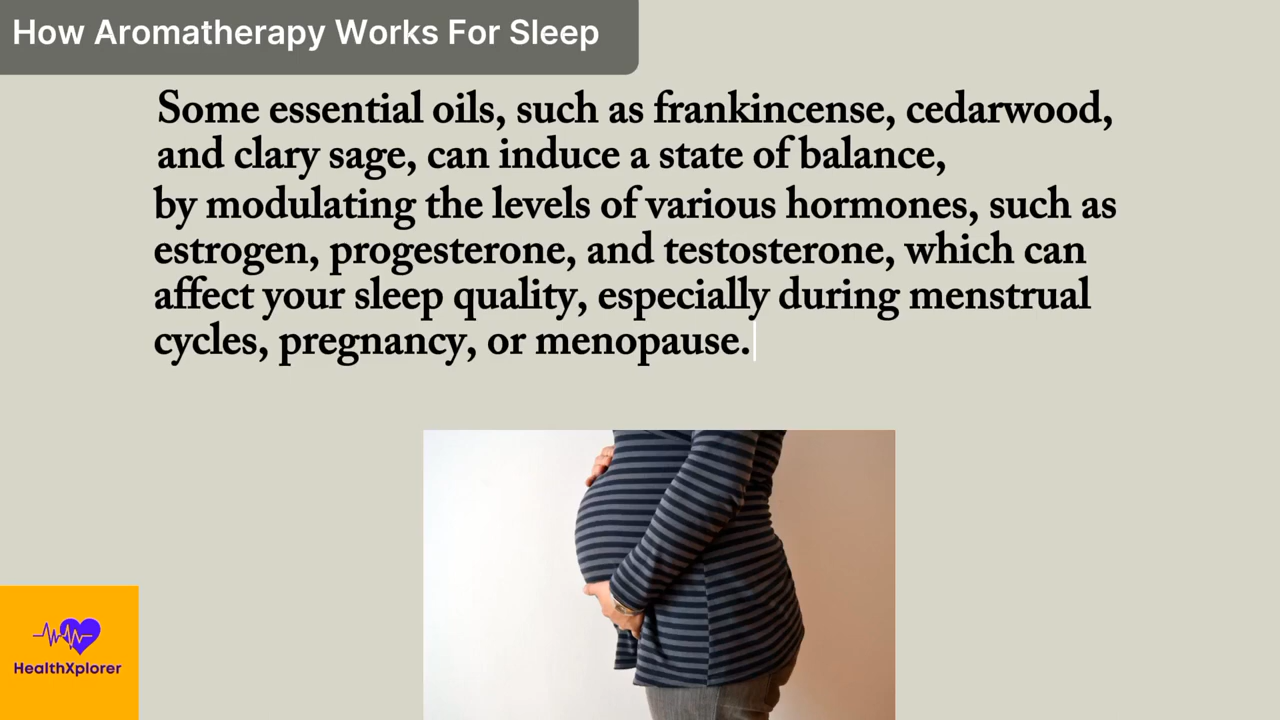 How Aromatherapy Works For Sleep
Some essential oils, such as frankincense, cedarwood,
and clary sage, can induce a state of balance,
by modulating the levels of various hormones, such as
estrogen, progesterone, and testosterone, which can
affect your sleep quality, especially during menstrual
cycles, pregnancy, or menopause.
HealthXplorer